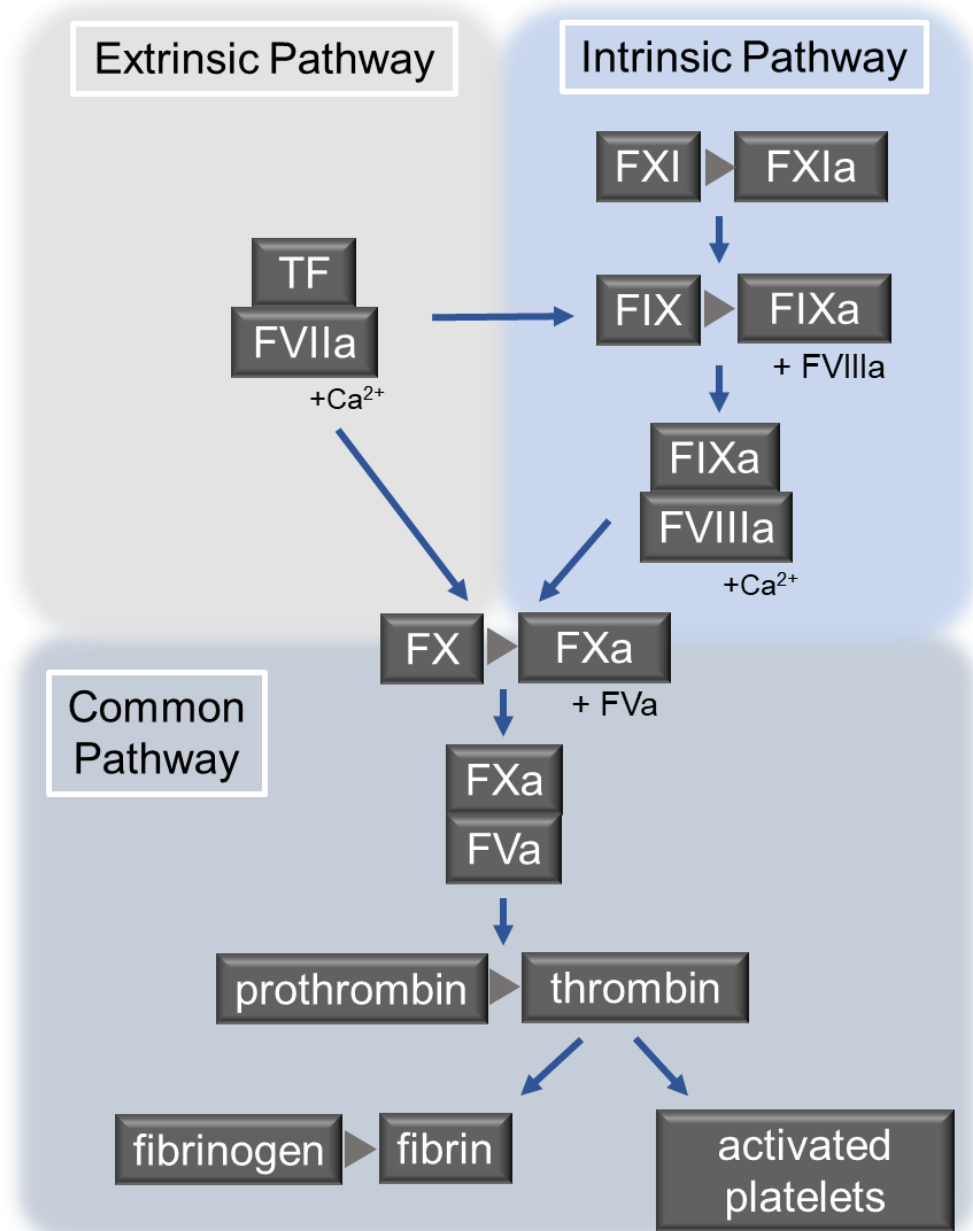 Extrinsic Pathway
Intrinsic Pathway
FXI
FXIa
TF
FVIIa
+Ca²⁺
FIX
FIXa
+ FVIIIa
FIXa
FVIIIa
+Ca²⁺
FX
FXa
+ FVa
Common
Pathway
FXa
FVa
prothrombin
thrombin
fibrinogen
fibrin
activated
platelets